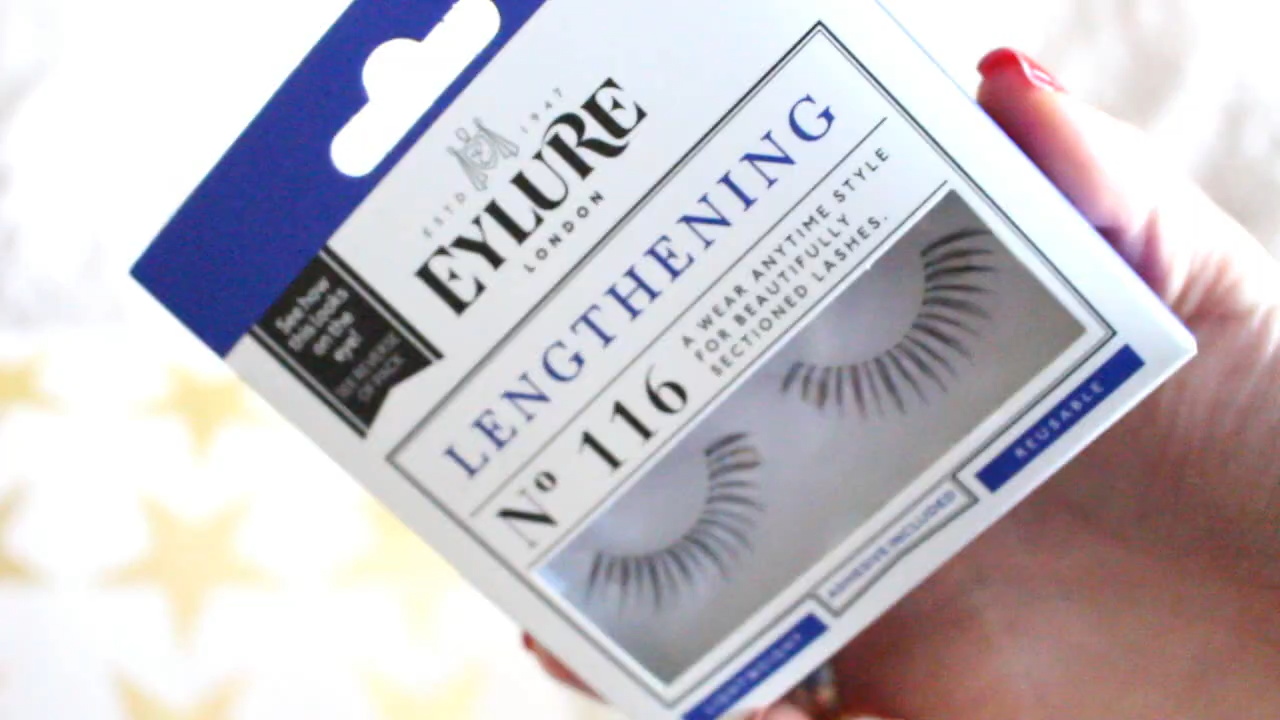 ESTD 1947
EYLURE
LONDON
See how
this looks
on the
eye!
LENGTHENING
Nº 116
A WEAR ANYTIME STYLE
FOR BEAUTIFULLY
SECTIONED LASHES.
LIGHTWEIGHT
ADHESIVE INCLUDED
REUSABLE